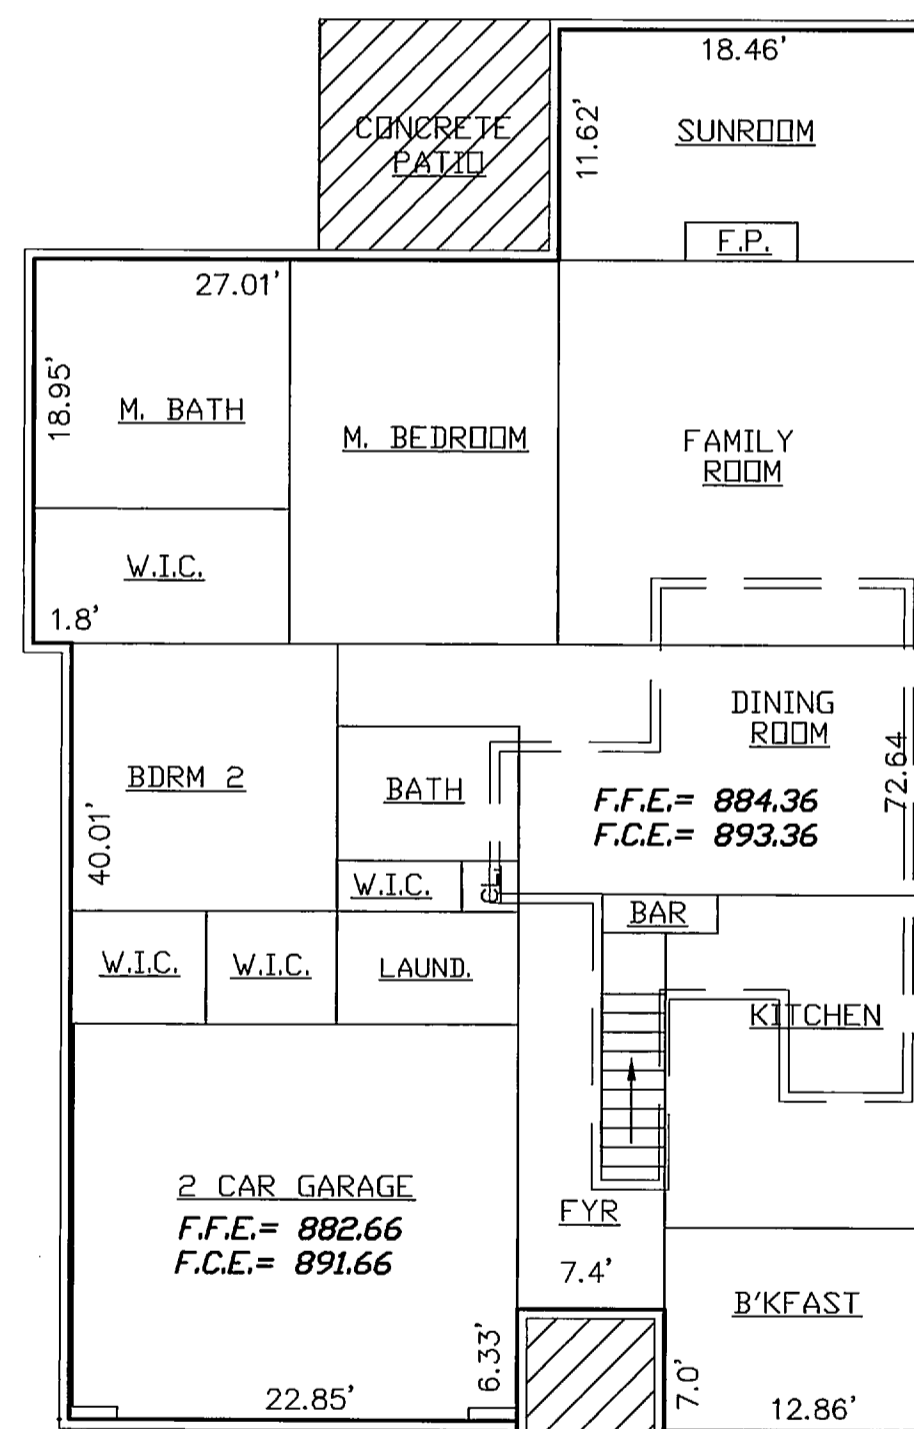 18.46'
CONCRETE
PATIO
11.62'
SUNROOM
F.P.
27.01'
18.95'
M. BATH
M. BEDROOM
FAMILY
ROOM
W.I.C.
1.8'
DINING
ROOM
72.64
BDRM 2
BATH
F.F.E.= 884.36
F.C.E.= 893.36
40.01'
W.I.C.
CL
BAR
W.I.C.
W.I.C.
LAUND.
KITCHEN
2 CAR GARAGE
F.F.E.= 882.66
F.C.E.= 891.66
FYR
7.4'
B'KFAST
6.33'
7.0'
22.85'
12.86'